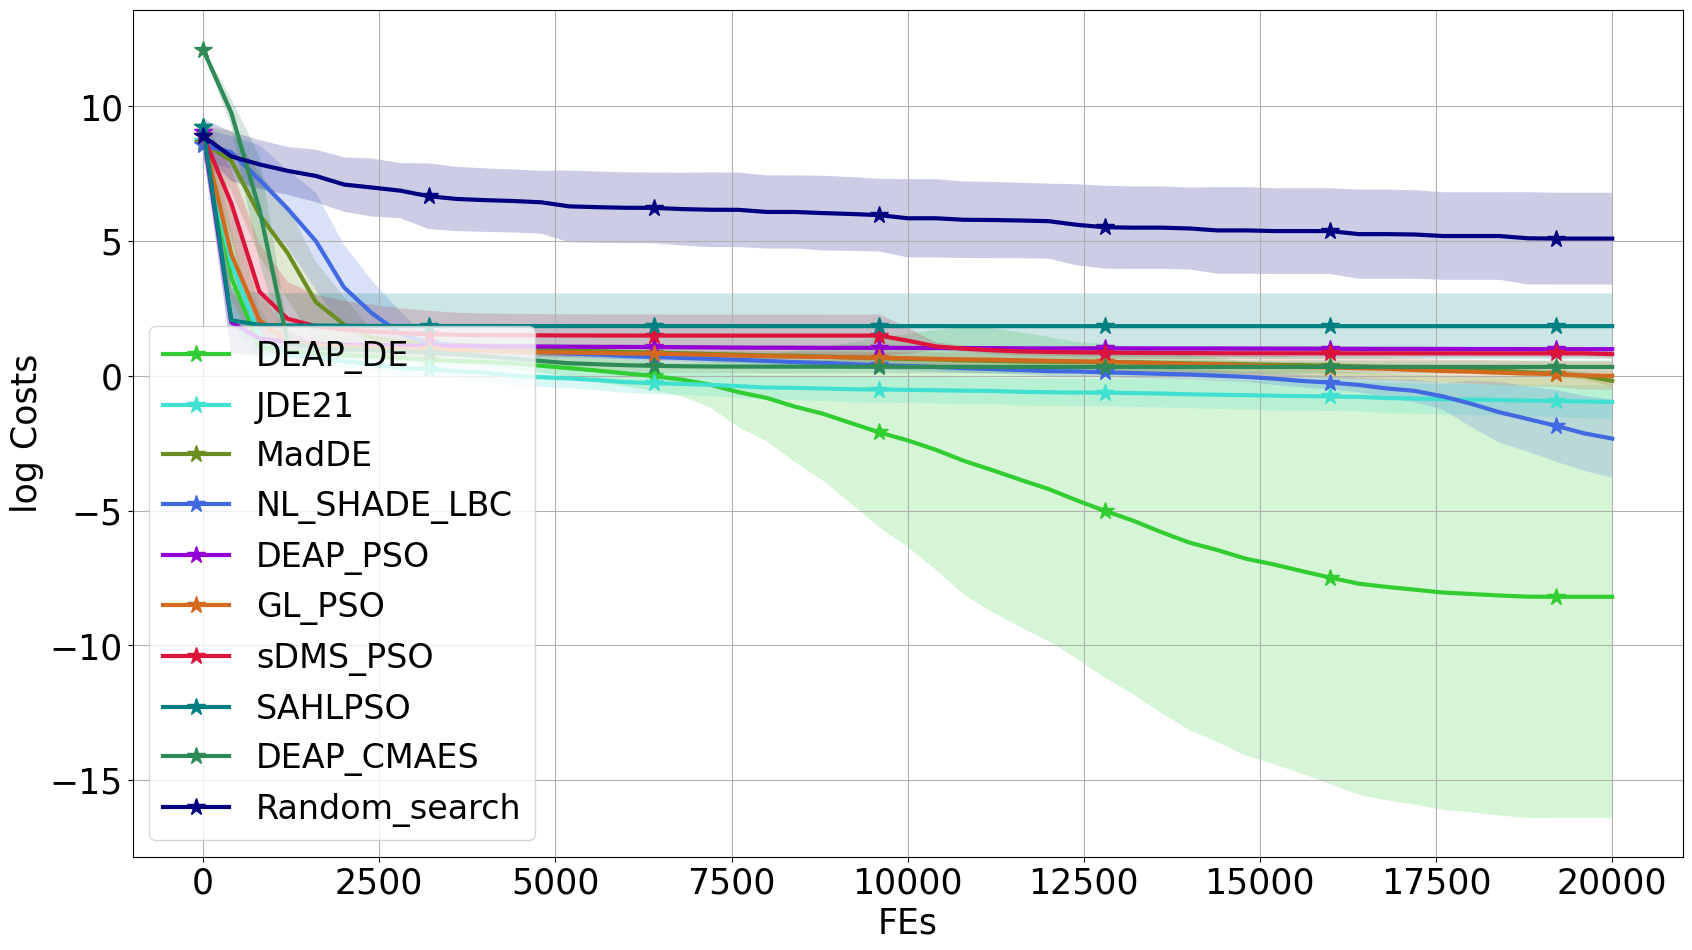 10
5
0
−5
−10
−15
log Costs
DEAP_DE
JDE21
MadDE
NL_SHADE_LBC
DEAP_PSO
GL_PSO
sDMS_PSO
SAHLPSO
DEAP_CMAES
Random_search
0 2500 5000 7500 10000 12500 15000 17500 20000
FEs